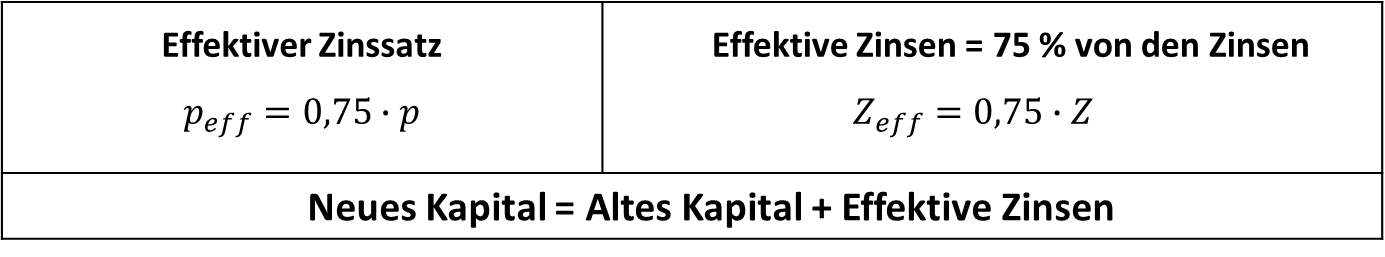 Effektiver Zinssatz
Effektive Zinsen = 75 % von den Zinsen
p_eff = 0,75 · p
Z_eff = 0,75 · Z
Neues Kapital = Altes Kapital + Effektive Zinsen